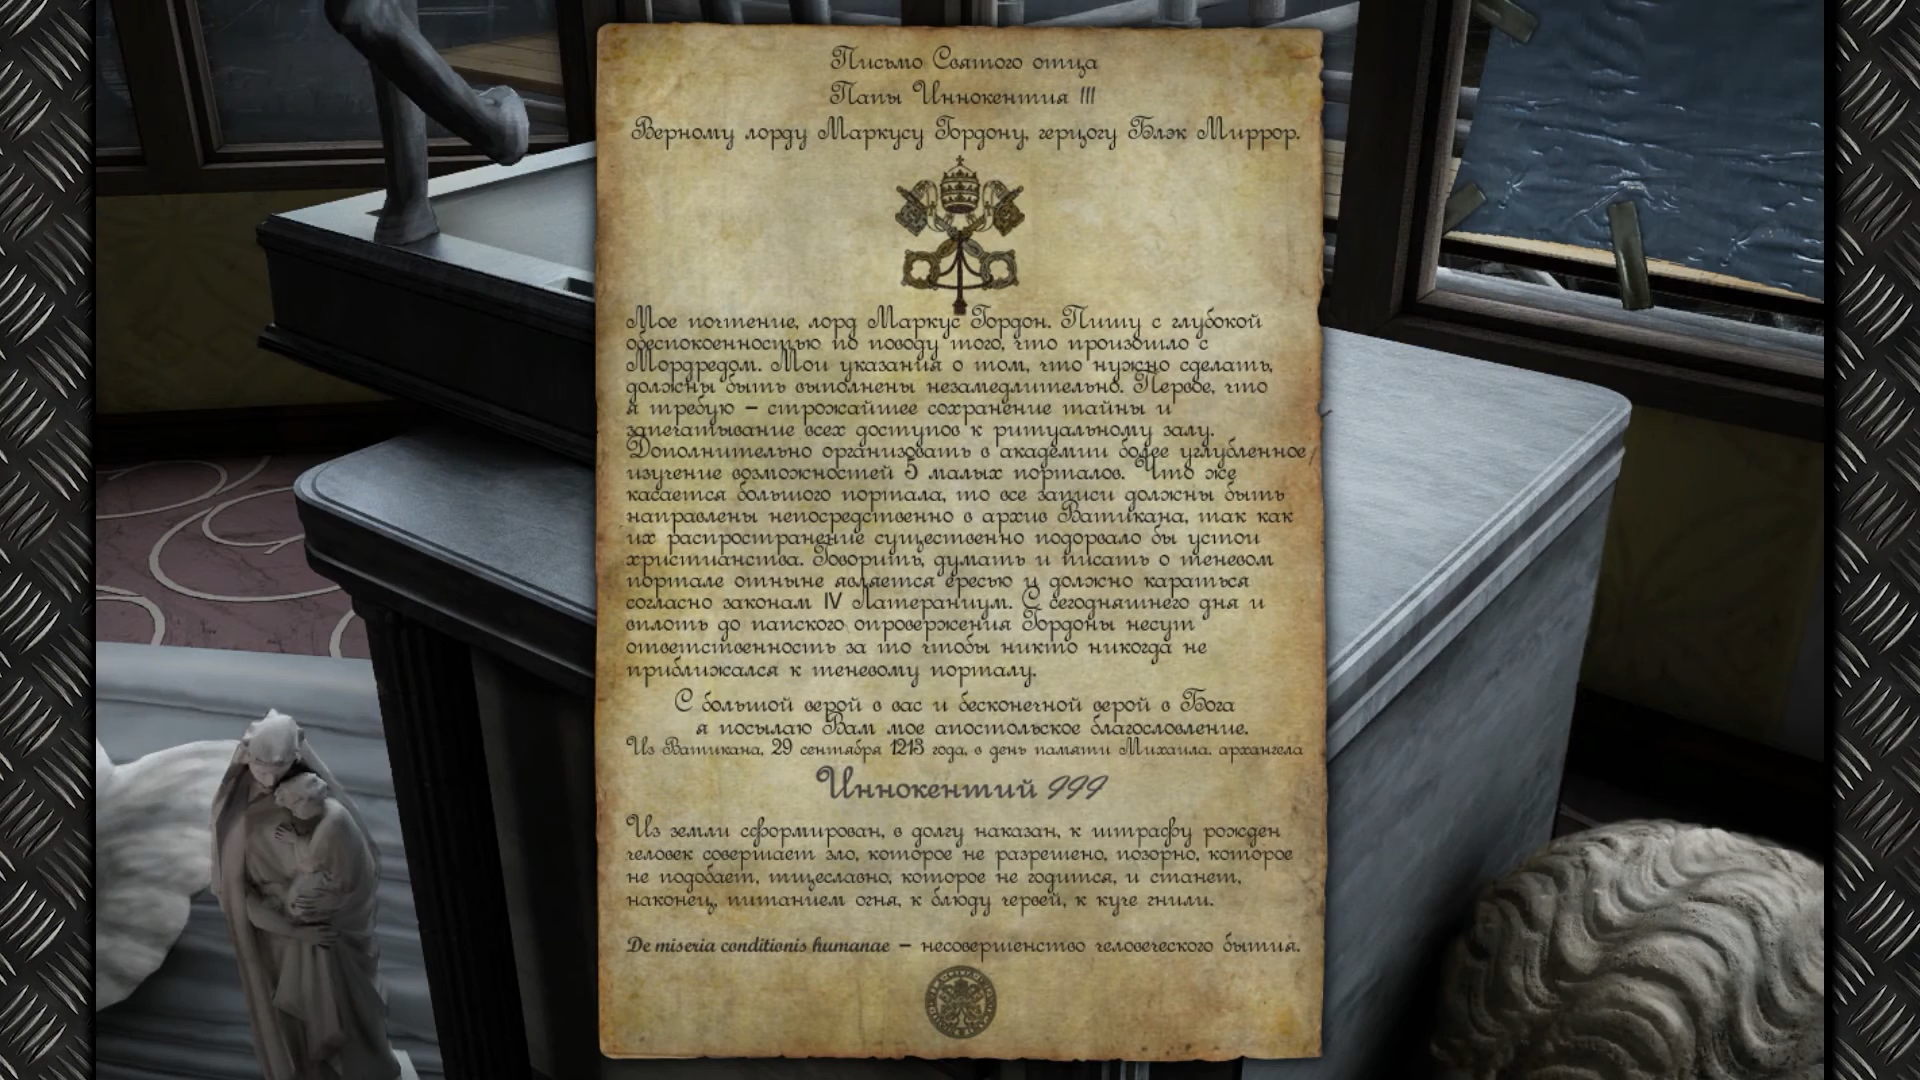 Письмо Святого отца
Папы Иннокентия III
Верному лорду Маркусу Гордону, герцогу Блэк Миррор.
Мое почтение, лорд Маркус Гордон. Пишу с глубокой
обеспокоенностью по поводу того, что произошло с
Мордредом. Мои указания о том, что нужно сделать,
должны быть выполнены незамедлительно. Первое, что
я требую – строжайшее сохранение тайны и
запечатывание всех доступов к ритуальному залу.
Дополнительно организовать в академии более углубленное
изучение возможностей 5 малых порталов. Что же
касается большого портала, то все записи должны быть
направлены непосредственно в архив Ватикана, так как
их распространение существенно подорвало бы устои
христианства. Говорить, думать и писать о теневом
портале отныне является ересью и должно караться
согласно законам IV Латераниум. С сегодняшнего дня и
вплоть до папского опровержения Гордоны несут
ответственность за то чтобы никто никогда не
приближался к теневому порталу.
С большой верой в вас и бесконечной верой в Бога
я посылаю Вам мое апостольское благословление.
Из Ватикана, 29 сентября 1213 года, в день памяти Михаила. архангела
Иннокентий III
Из земли сформирован, в долгу наказан, к штрафу рожден
человек совершает зло, которое не разрешено, позорно, которое
не подобает, тщеславно, которое не годится, и станет,
наконец, питанием огня, к блюду червей, к куче гнили.
De miseria conditionis humanae – несовершенство человеческого бытия.